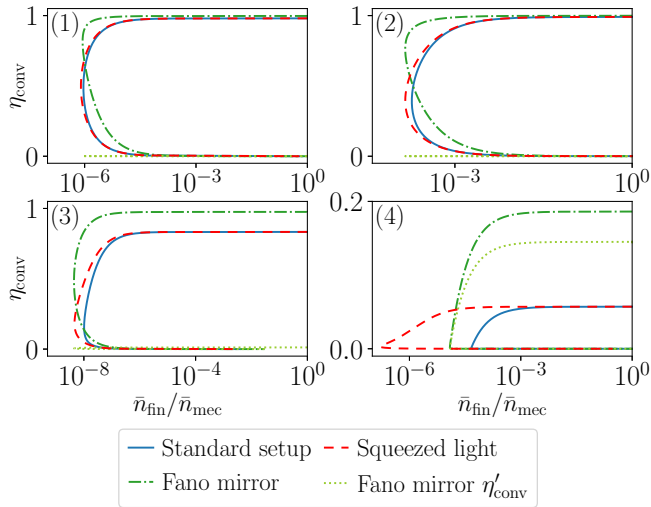 1
(1)
(2)
η_conv
0
0
10^−6
10^−3
10^0
10^−3
10^0
1
(3)
0.2
(4)
η_conv
0
0.0
10^−8
10^−4
10^0
10^−6
10^−3
10^0
n̄_fin/n̄_mec
n̄_fin/n̄_mec
Standard setup
Squeezed light
Fano mirror
Fano mirror η′_conv